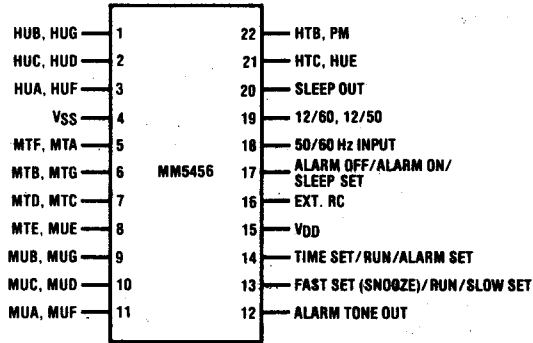 HUB, HUG 1 22 HTB, PM
HUC, HUD 2 21 HTC, HUE
HUA, HUF 3 20 SLEEP OUT
VSS 4 19 12/60, 12/50
MTF, MTA 5 18 50/60 Hz INPUT
MTB, MTG 6 MM5456 17 ALARM OFF/ALARM ON/
SLEEP SET
MTD, MTC 7 16 EXT. RC
MTE, MUE 8 15 VDD
MUB, MUG 9 14 TIME SET/RUN/ALARM SET
MUC, MUD 10 13 FAST SET (SNOOZE)/RUN/SLOW SET
MUA, MUF 11 12 ALARM TONE OUT